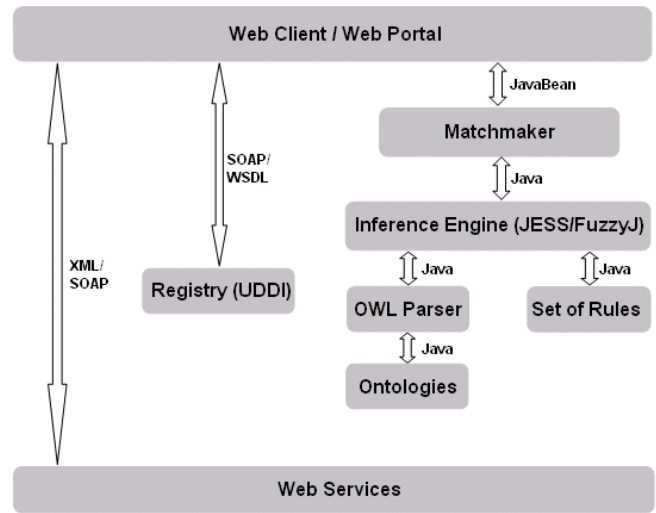 Web Client / Web Portal
JavaBean
Matchmaker
SOAP/
WSDL
Java
Inference Engine (JESS/FuzzyJ)
XML/
SOAP
Java
Java
Registry (UDDI)
OWL Parser
Set of Rules
Java
Ontologies
Web Services